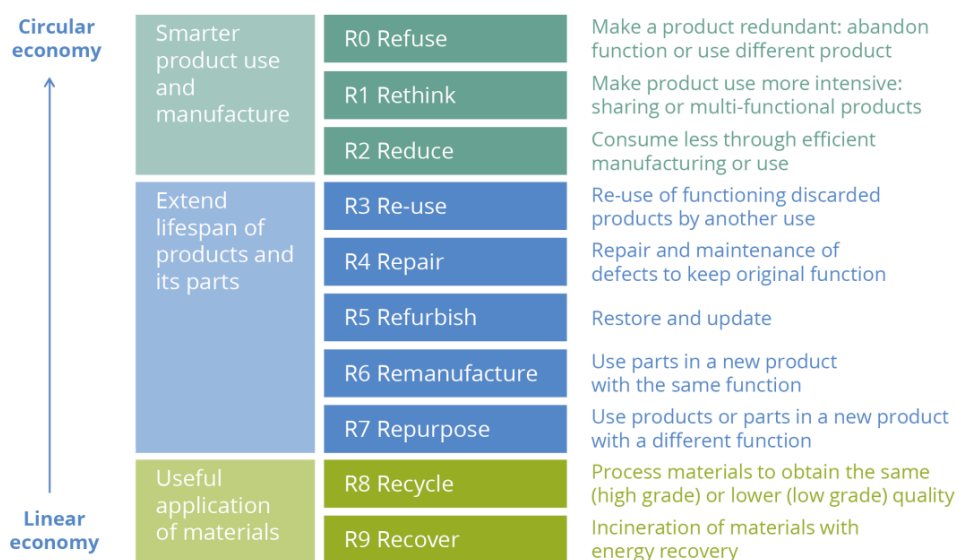 Circular
economy
Linear
economy
Smarter
product use
and
manufacture
R0 Refuse
Make a product redundant: abandon
function or use different product
R1 Rethink
Make product use more intensive:
sharing or multi-functional products
R2 Reduce
Consume less through efficient
manufacturing or use
Extend
lifespan of
products and
its parts
R3 Re-use
Re-use of functioning discarded
products by another use
R4 Repair
Repair and maintenance of
defects to keep original function
R5 Refurbish
Restore and update
R6 Remanufacture
Use parts in a new product
with the same function
R7 Repurpose
Use products or parts in a new product
with a different function
Useful
application
of materials
R8 Recycle
Process materials to obtain the same
(high grade) or lower (low grade) quality
R9 Recover
Incineration of materials with
energy recovery